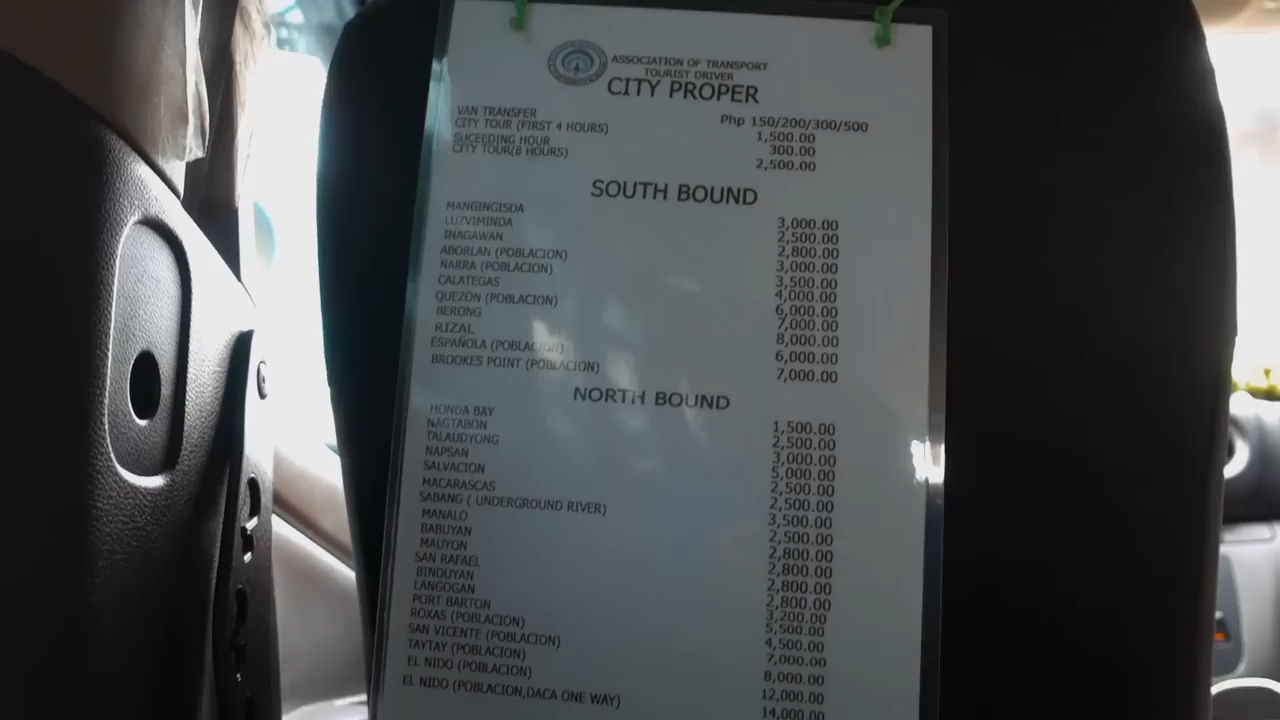 ASSOCIATION OF TRANSPORT
TOURIST DRIVER
CITY PROPER
VAN TRANSFER Php 150/200/300/500
CITY TOUR (FIRST 4 HOURS) 1,500.00
SUCEEDING HOUR 300.00
CITY TOUR(8 HOURS) 2,500.00
SOUTH BOUND
MANGINGISDA 3,000.00
LUZVIMINDA 2,500.00
INAGAWAN 2,800.00
ABORLAN (POBLACION) 3,000.00
NARRA (POBLACION) 3,500.00
CALATEGAS 4,000.00
QUEZON (POBLACION) 6,000.00
BERONG 7,000.00
RIZAL 8,000.00
ESPAÑOLA (POBLACION) 6,000.00
BROOKES POINT (POBLACION) 7,000.00
NORTH BOUND
HONDA BAY 1,500.00
NAGTABON 2,500.00
TALAUDYONG 3,000.00
NAPSAN 5,000.00
SALVACION 2,500.00
MACARASCAS 2,500.00
SABANG ( UNDERGROUND RIVER) 3,500.00
MANALO 2,500.00
BABUYAN 2,800.00
MAUYON 2,800.00
SAN RAFAEL 2,800.00
BINDUYAN 2,800.00
LANGOGAN 3,200.00
PORT BARTON 5,500.00
ROXAS (POBLACION) 4,500.00
SAN VICENTE (POBLACION) 7,000.00
TAYTAY (POBLACION) 8,000.00
EL NIDO (POBLACION) 12,000.00
EL NIDO (POBLACION,DACA ONE WAY) 14,000.00